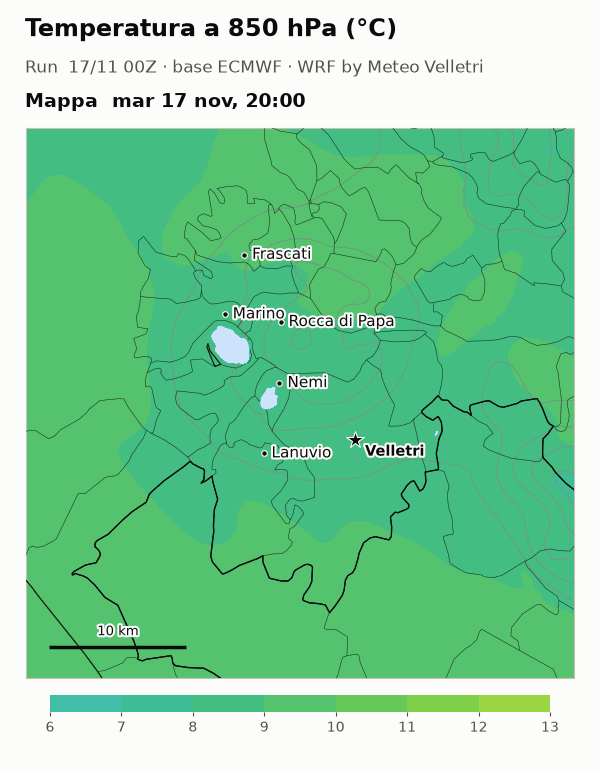 Temperatura a 850 hPa (°C)
Run  17/11 00Z · base ECMWF · WRF by Meteo Velletri
Mappa  mar 17 nov, 20:00
Frascati
Marino
Rocca di Papa
Nemi
Velletri
Lanuvio
10 km
6 7 8 9 10 11 12 13